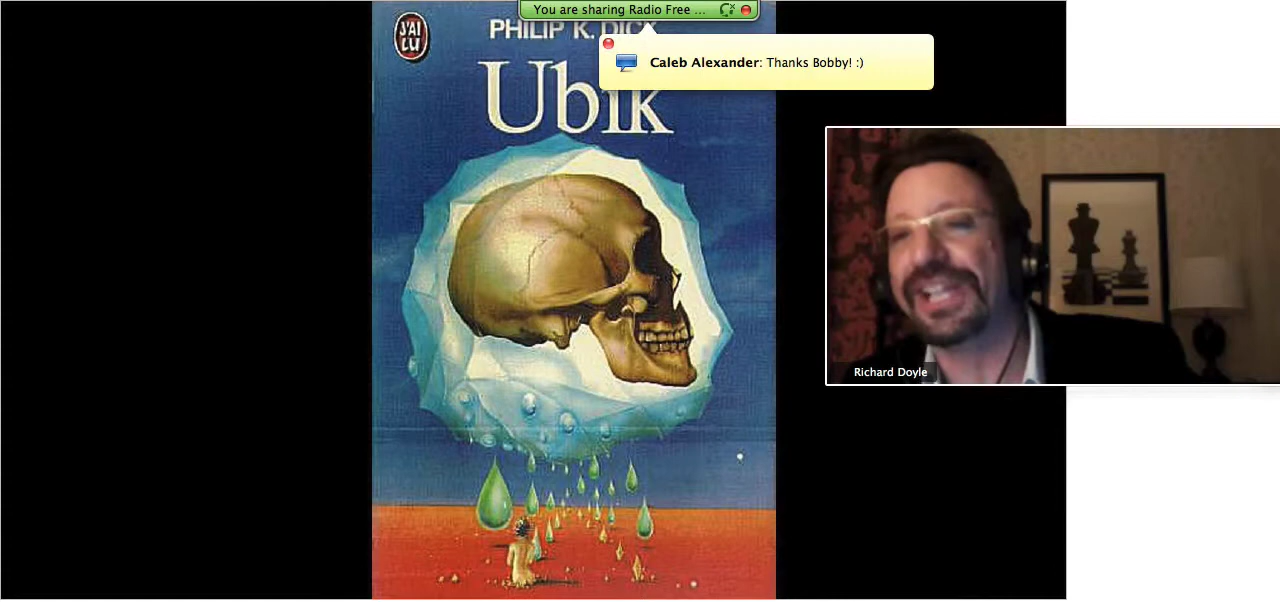 You are sharing Radio Free ...
J'AI
LU
PHILIP K. DICK
Ubik
Caleb Alexander: Thanks Bobby! :)
Richard Doyle